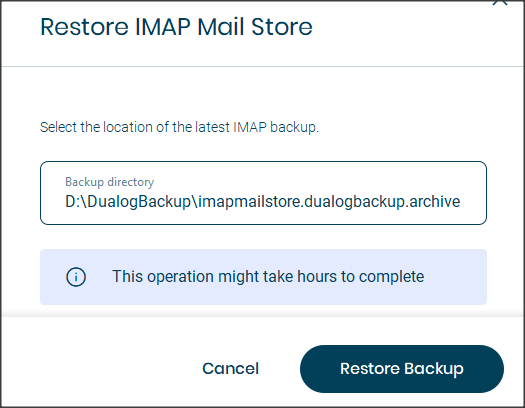 Restore IMAP Mail Store
Select the location of the latest IMAP backup.
Backup directory
D:\DualogBackup\imapmailstore.dualogbackup.archive
This operation might take hours to complete
Cancel
Restore Backup